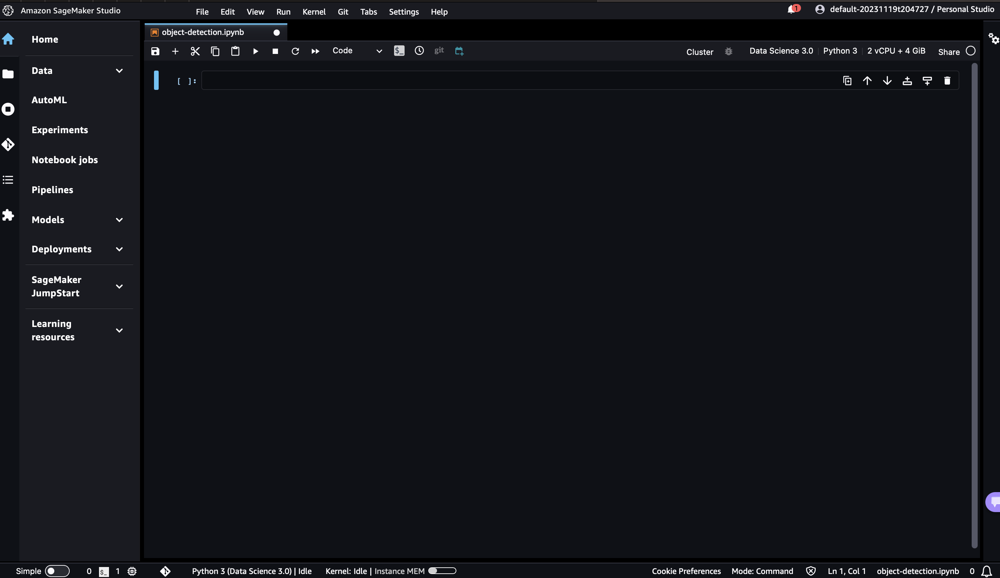 Amazon SageMaker Studio
File Edit View Run Kernel Git Tabs Settings Help
1
default-20231119t204727 / Personal Studio
Home
Data
AutoML
Experiments
Notebook jobs
Pipelines
Models
Deployments
SageMaker
JumpStart
Learning
resources
object-detection.ipynb
Code
$_
git
Cluster
Data Science 3.0
Python 3
2 vCPU + 4 GiB
Share
[ ]:
Simple
0
$_
1
Python 3 (Data Science 3.0) | Idle
Kernel: Idle | Instance MEM
Cookie Preferences
Mode: Command
Ln 1, Col 1
object-detection.ipynb
0